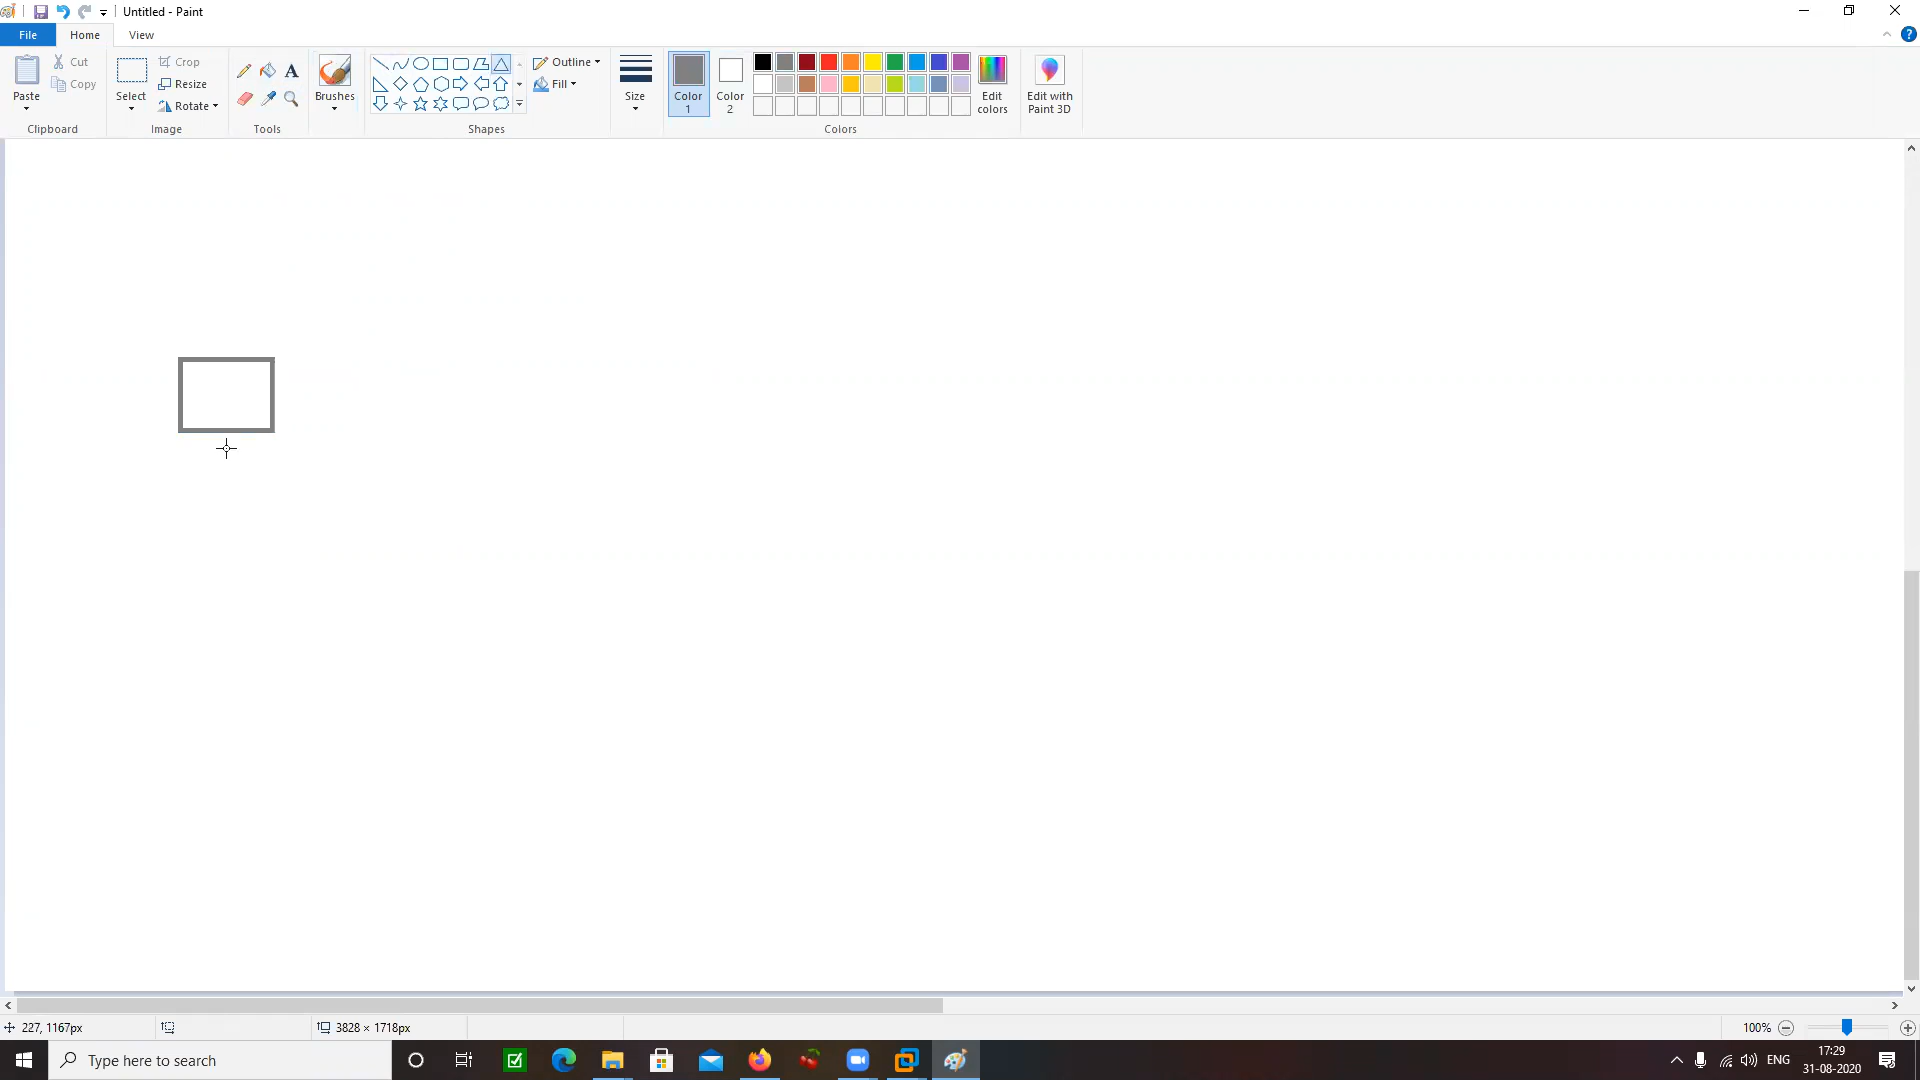 Untitled - Paint
File Home View
Paste
Cut
Copy
Clipboard
Select
Crop
Resize
Rotate
Image
A
Tools
Brushes
Shapes
Outline
Fill
Size
Color 1
Color 2
Colors
Edit colors
Edit with Paint 3D
?
227, 1167px
3828 × 1718px
100%
Type here to search
ENG
17:29
31-08-2020